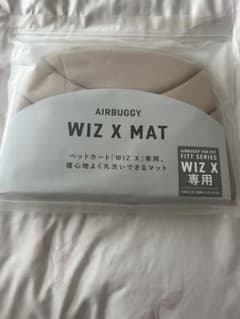 AIRBUGGY
WIZ X MAT
ペットカート「WIZ X」専用、
寝心地よく丸洗いできるマット
AIRBUGGY FOR PET
FITT SERIES
WIZ X
専用